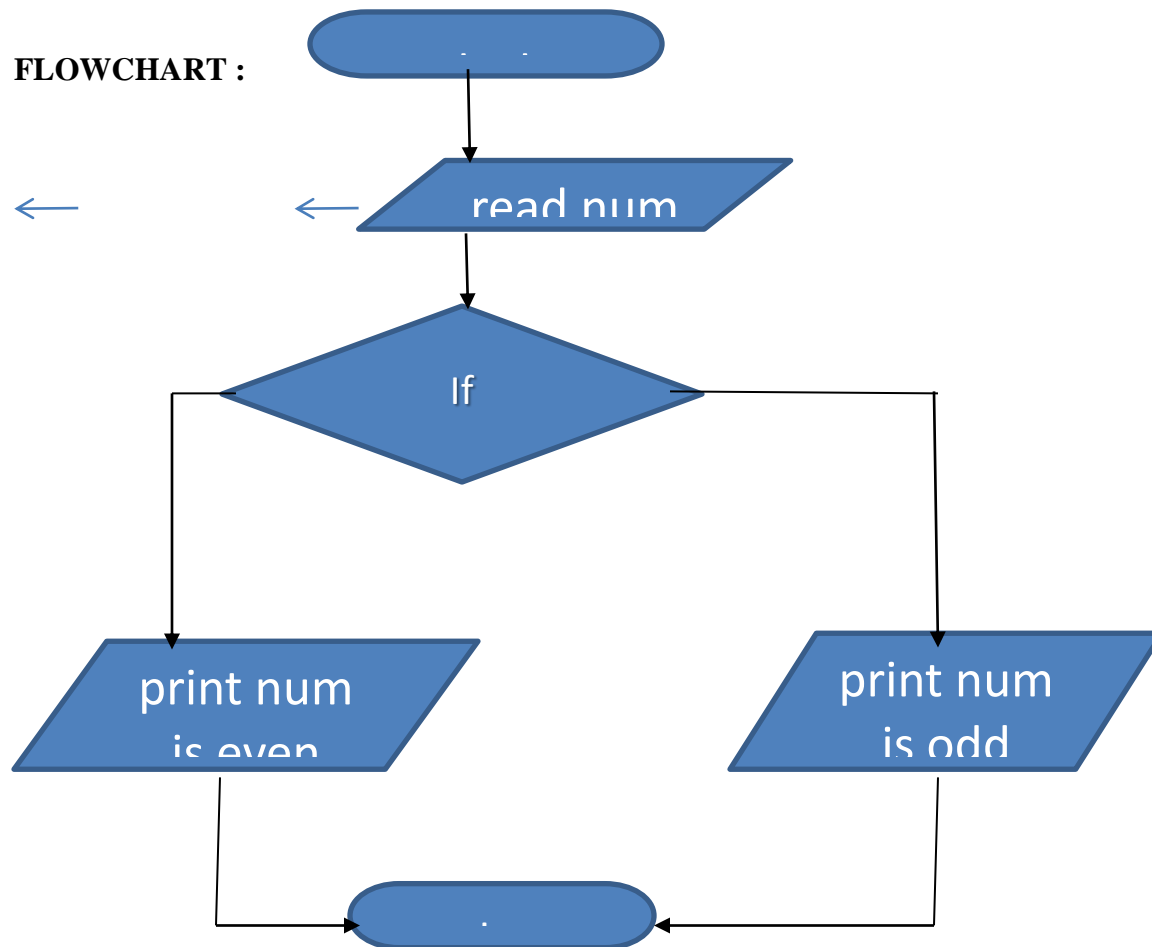 FLOWCHART :
read num
If
print num
is even
print num
is odd